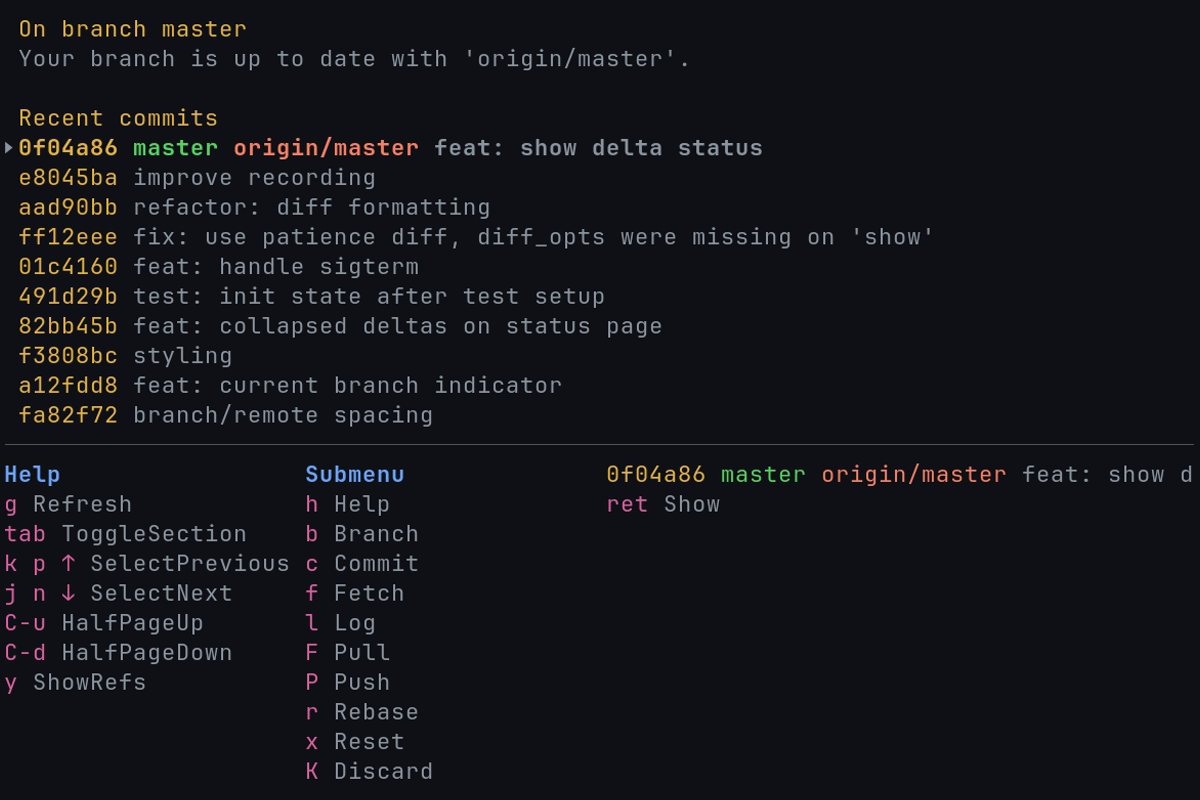 On branch master
Your branch is up to date with 'origin/master'.
Recent commits
0f04a86 master origin/master feat: show delta status
e8045ba improve recording
aad90bb refactor: diff formatting
ff12eee fix: use patience diff, diff_opts were missing on 'show'
01c4160 feat: handle sigterm
491d29b test: init state after test setup
82bb45b feat: collapsed deltas on status page
f3808bc styling
a12fdd8 feat: current branch indicator
fa82f72 branch/remote spacing
Help
g Refresh
tab ToggleSection
k p ↑ SelectPrevious
j n ↓ SelectNext
C-u HalfPageUp
C-d HalfPageDown
y ShowRefs
Submenu
h Help
b Branch
c Commit
f Fetch
l Log
F Pull
P Push
r Rebase
x Reset
K Discard
0f04a86 master origin/master feat: show d
ret Show